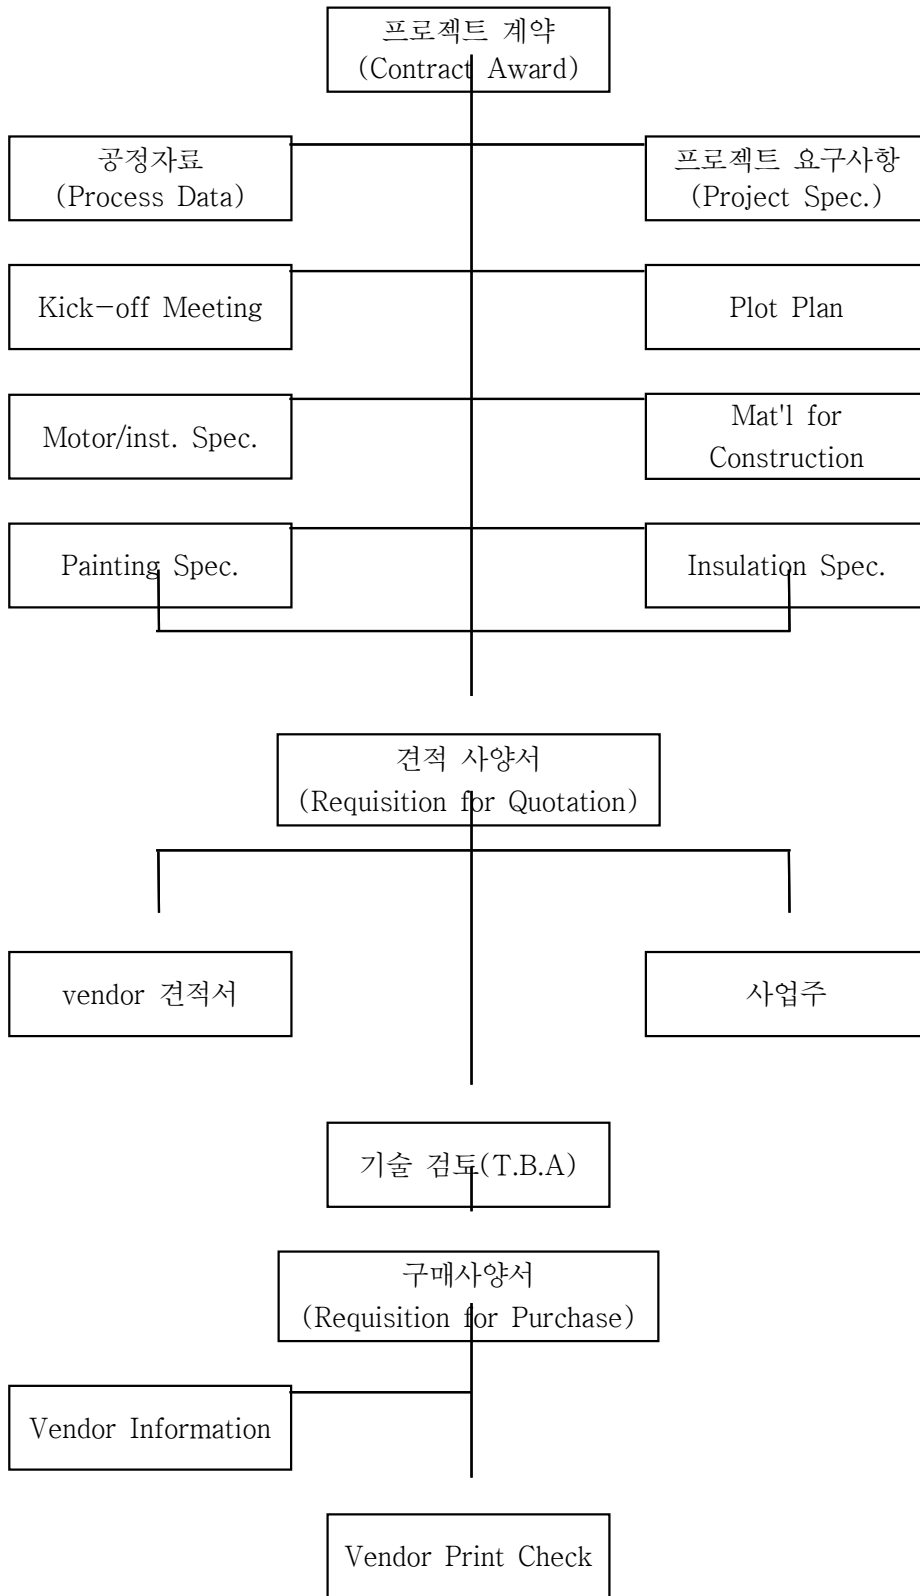 프로젝트 계약
(Contract Award)
공정자료
(Process Data)
프로젝트 요구사항
(Project Spec.)
Kick-off Meeting
Plot Plan
Motor/inst. Spec.
Mat'l for
Construction
Painting Spec.
Insulation Spec.
견적 사양서
(Requisition for Quotation)
vendor 견적서
사업주
기술 검토(T.B.A)
구매사양서
(Requisition for Purchase)
Vendor Information
Vendor Print Check